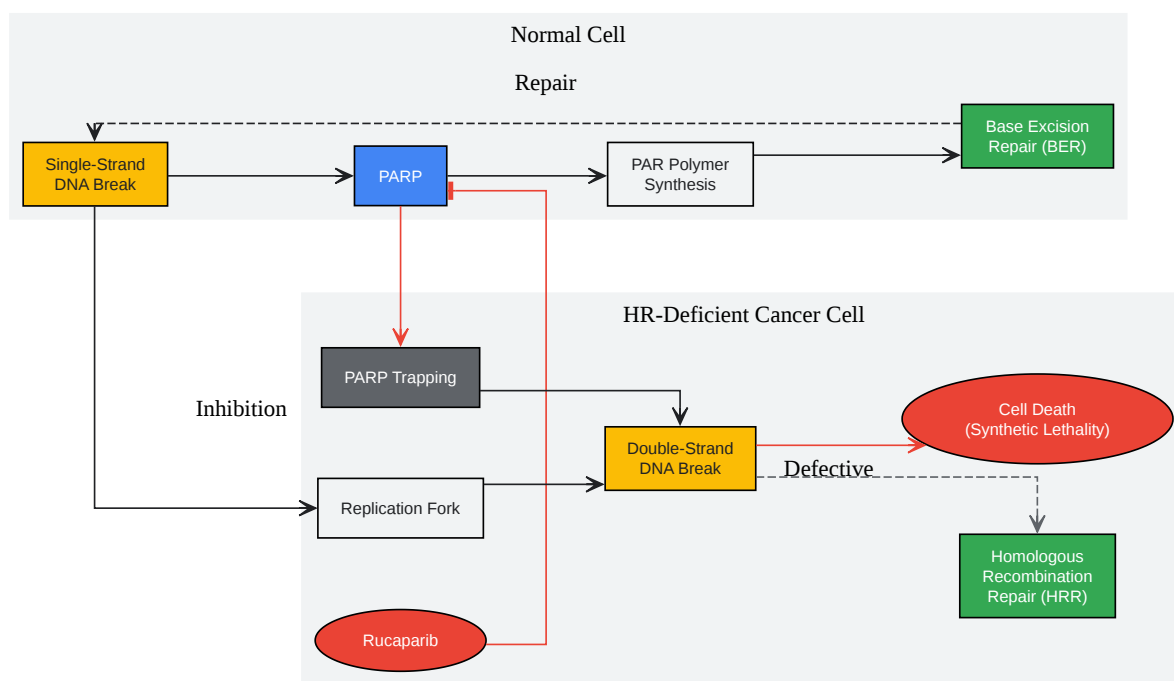 Normal Cell
Repair
Base Excision
Repair (BER)
Single-Strand
DNA Break
PARP
PAR Polymer
Synthesis
HR-Deficient Cancer Cell
PARP Trapping
Inhibition
Cell Death
(Synthetic Lethality)
Double-Strand
DNA Break
Defective
Replication Fork
Homologous
Recombination
Repair (HRR)
Rucaparib